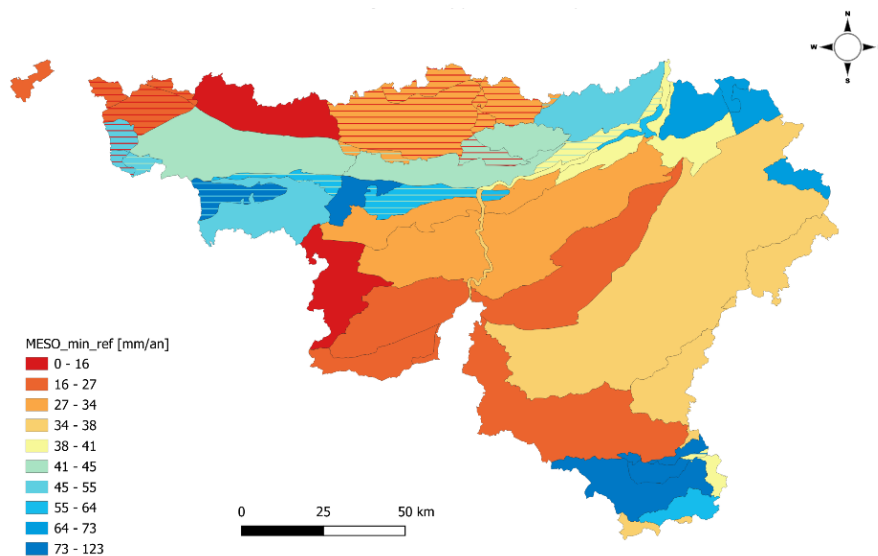 N
W
E
S
MESO_min_ref [mm/an]
0 - 16
16 - 27
27 - 34
34 - 38
38 - 41
41 - 45
45 - 55
55 - 64
64 - 73
73 - 123
0 25 50 km